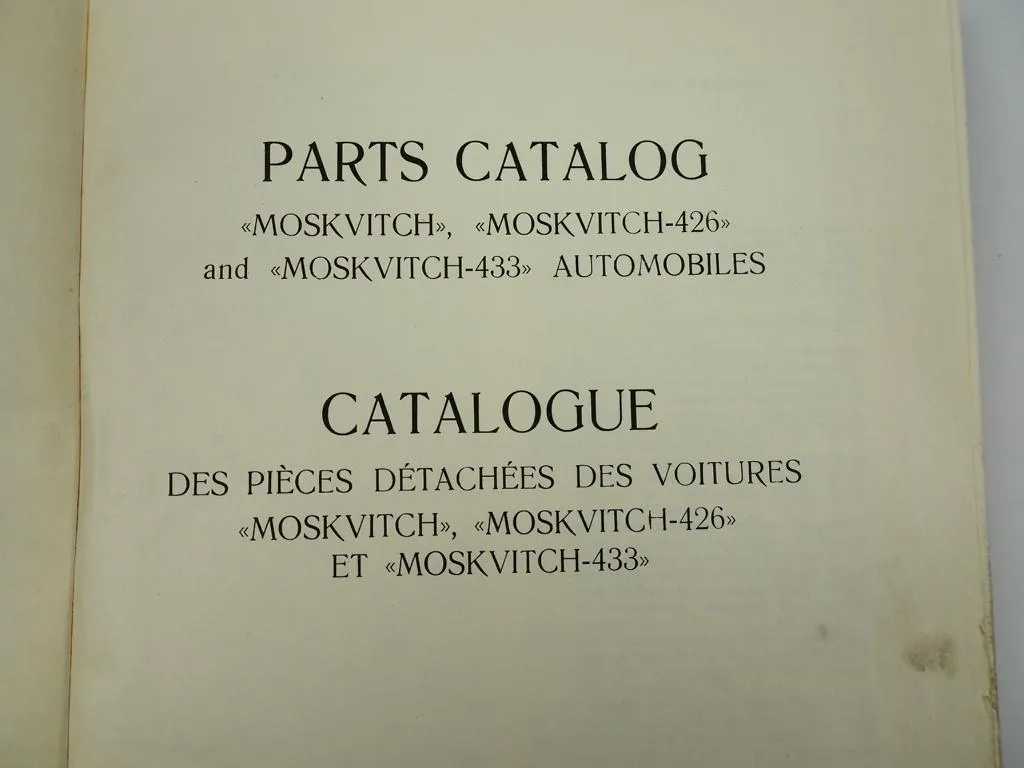 PARTS CATALOG
«MOSKVITCH», «MOSKVITCH-426»
and «MOSKVITCH-433» AUTOMOBILES
CATALOGUE
DES PIÈCES DÉTACHÉES DES VOITURES
«MOSKVITCH», «MOSKVITCH-426»
ET «MOSKVITCH-433»